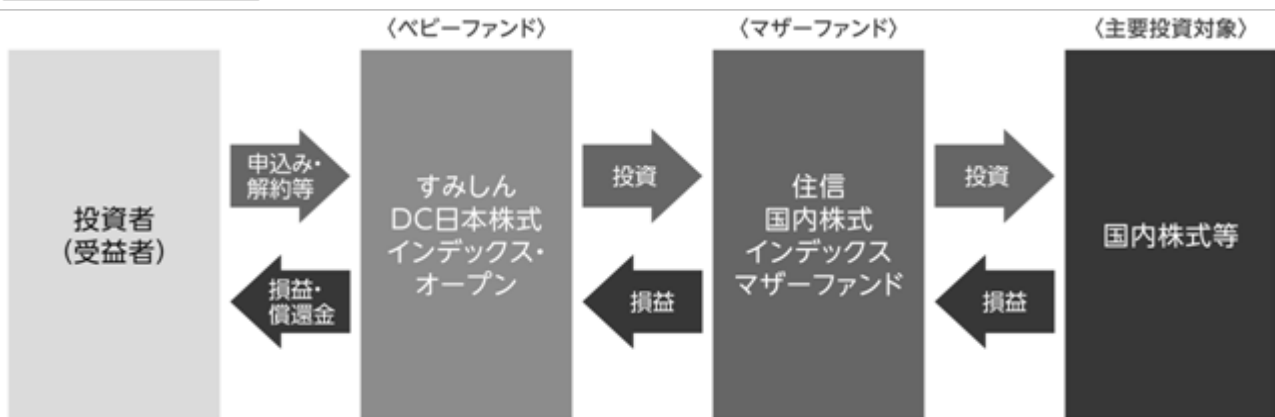 〈ベビーファンド〉
〈マザーファンド〉
〈主要投資対象〉
投資者
(受益者)
申込み・
解約等
損益・
償還金
すみしん
DC日本株式
インデックス・
オープン
投資
損益
住信
国内株式
インデックス
マザーファンド
投資
損益
国内株式等